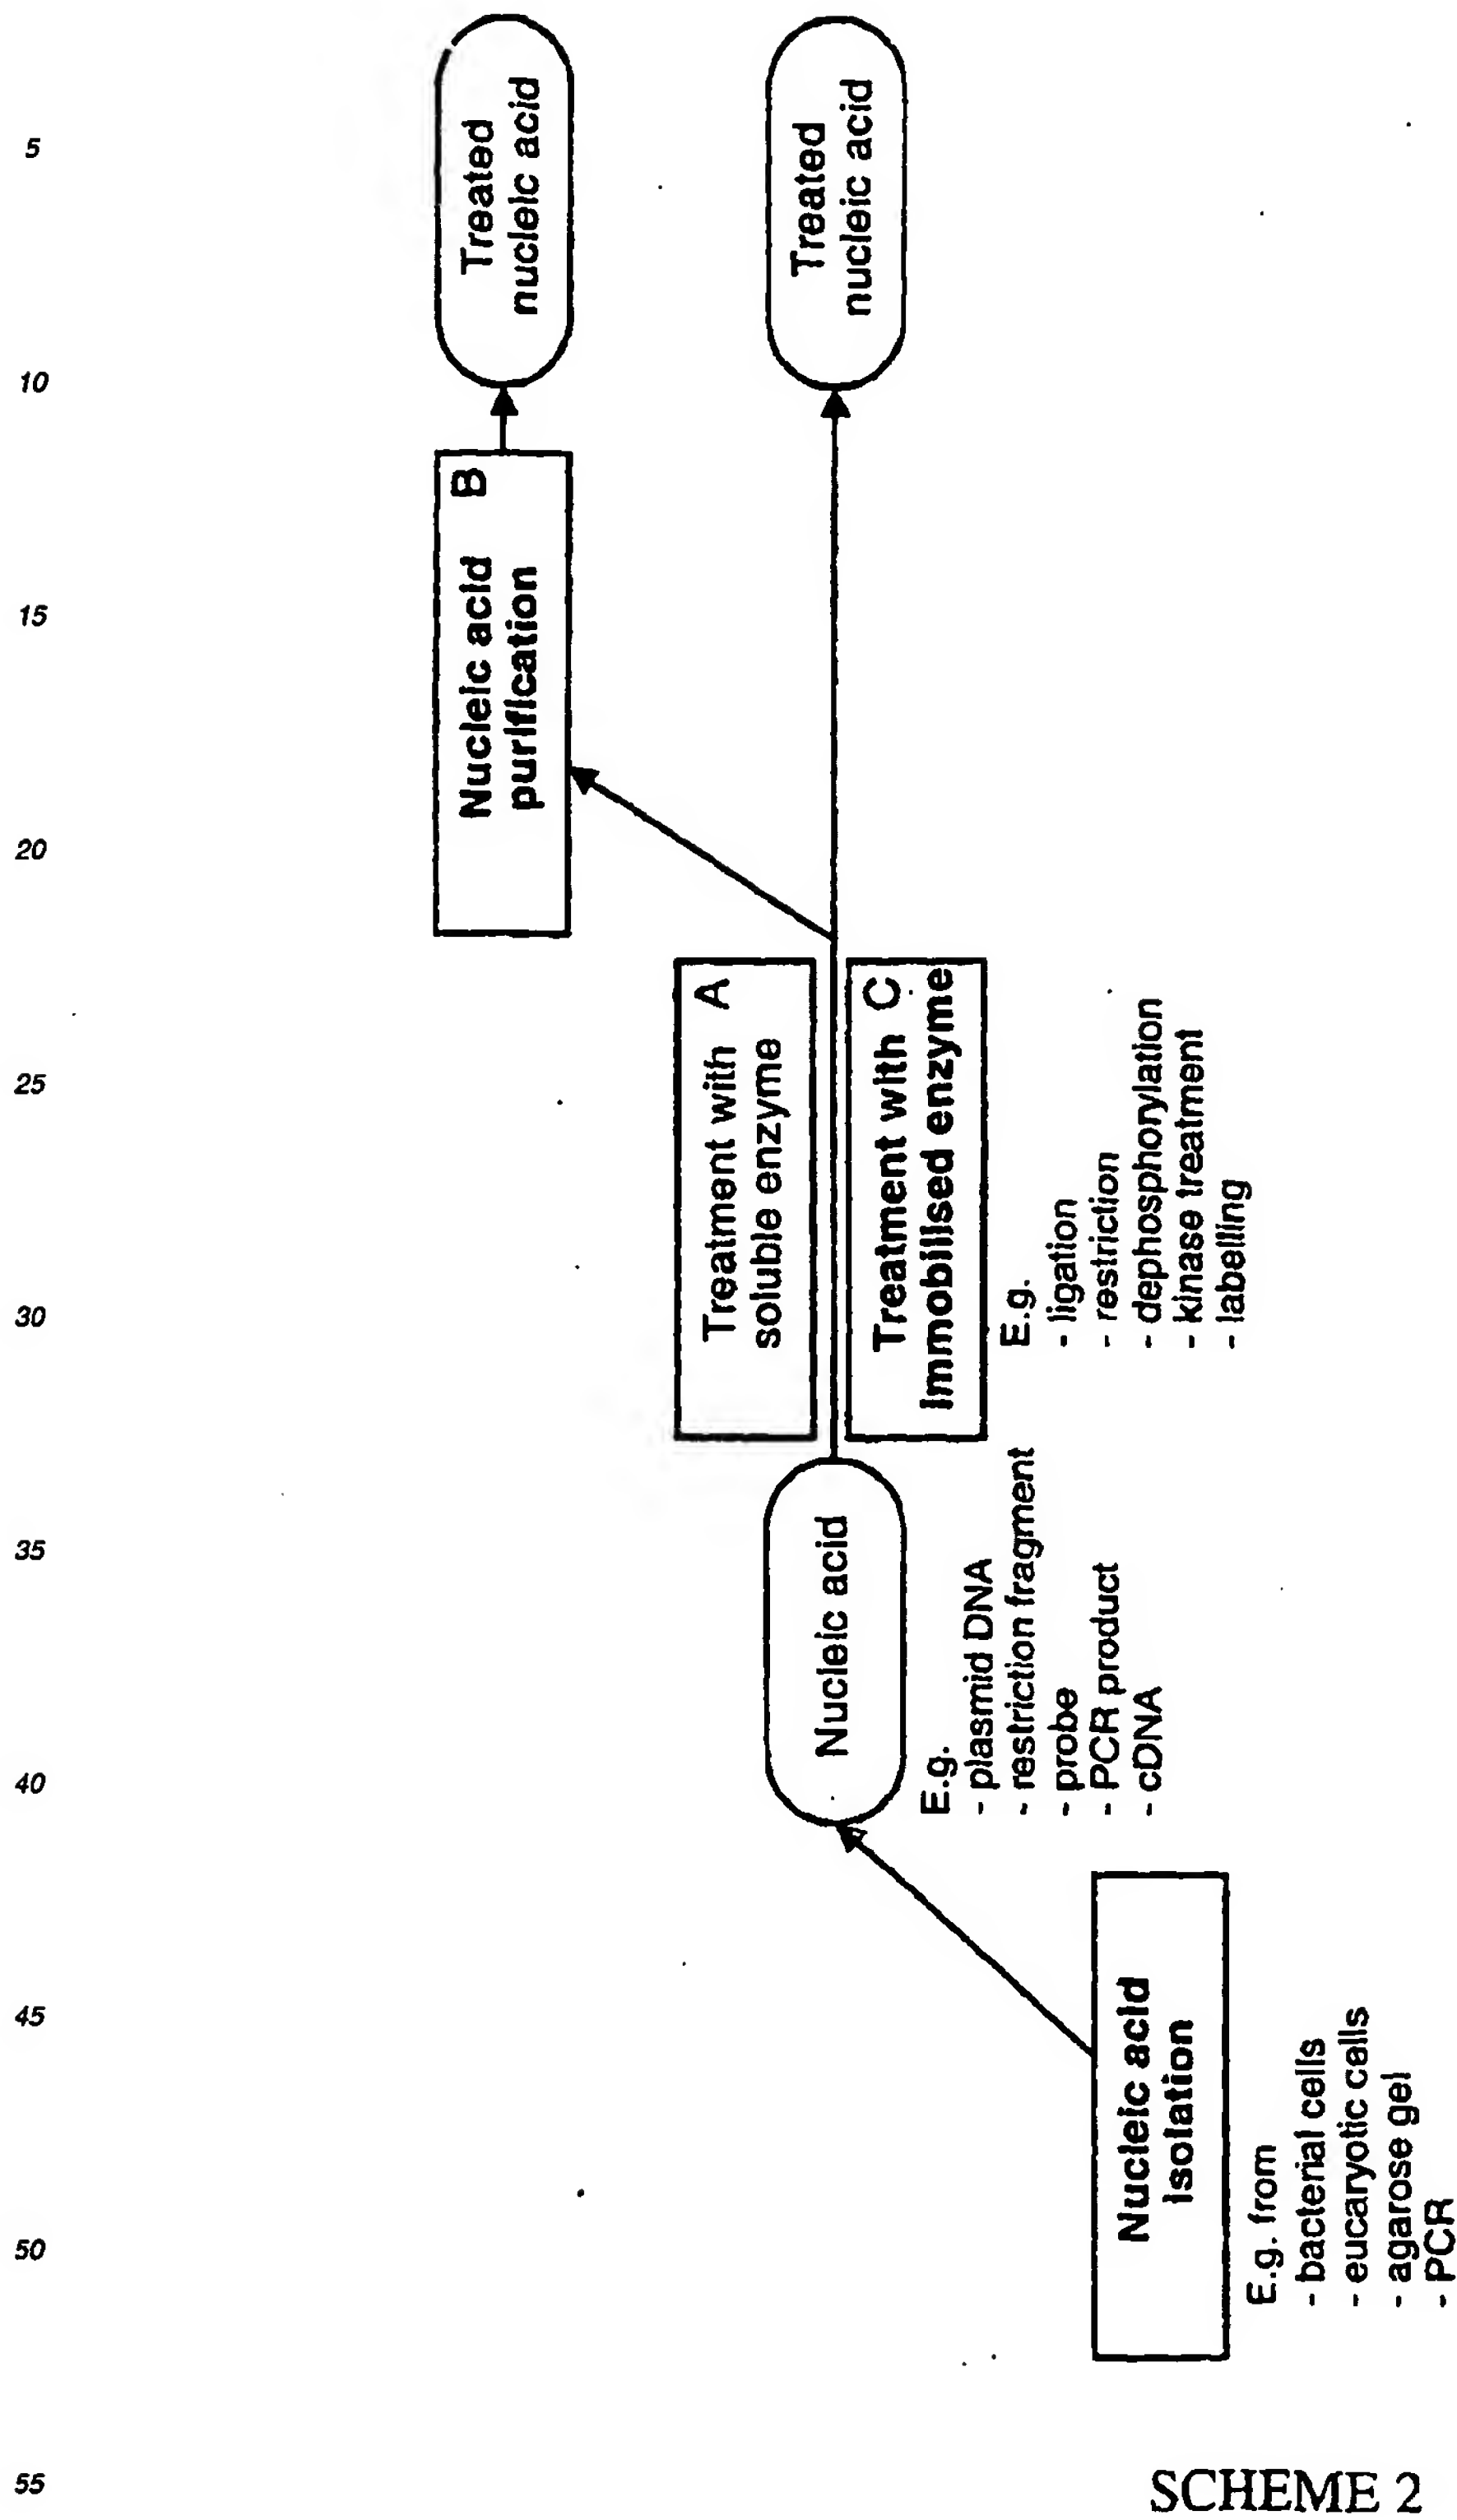 5
10
15
20
25
30
35
40
45
50
55
Nucleic acid
isolation
E.g. from
- bacterial cells
- eucaryotic cells
- agarose gel
- PCR
Nucleic acid
E.g.
- plasmid DNA
- restriction fragment
- probe
- PCR product
- cDNA
Treatment with A
soluble enzyme
Treatment with C
immobilised enzyme
E.g.
- ligation
- restriction
- dephosphorylation
- kinase treatment
- labelling
Nucleic acid B
purification
Treated
nucleic acid
Treated
nucleic acid
SCHEME 2